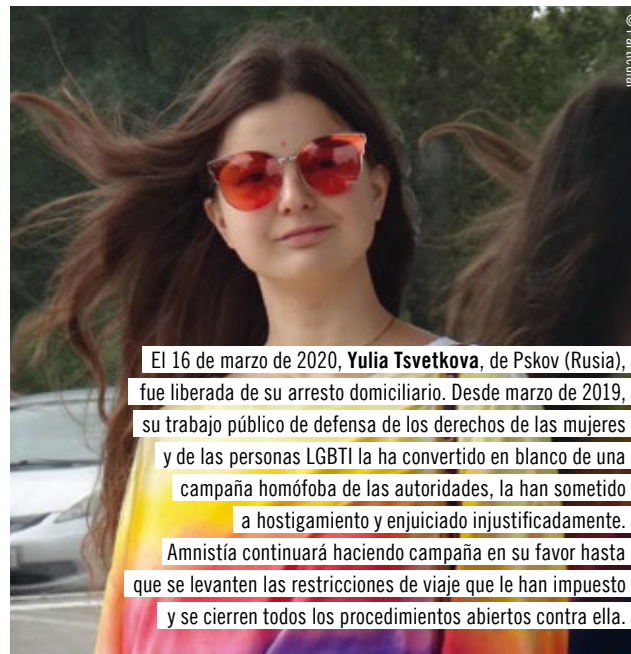 © Particular
El 16 de marzo de 2020, Yulia Tsvetkova, de Pskov (Rusia),
fue liberada de su arresto domiciliario. Desde marzo de 2019,
su trabajo público de defensa de los derechos de las mujeres
y de las personas LGBTI la ha convertido en blanco de una
campaña homófoba de las autoridades, la han sometido
a hostigamiento y enjuiciado injustificadamente.
Amnistía continuará haciendo campaña en su favor hasta
que se levanten las restricciones de viaje que le han impuesto
y se cierren todos los procedimientos abiertos contra ella.